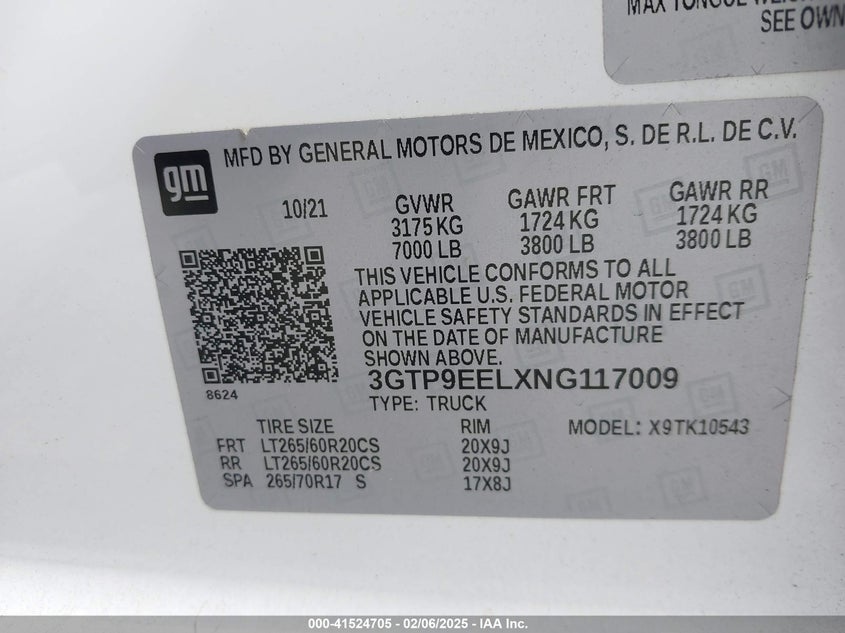 MAX TONGUE WEIGH
SEE OWN
gm
MFD BY GENERAL MOTORS DE MEXICO, S. DE R.L. DE C.V.
10/21 GVWR GAWR FRT GAWR RR
3175 KG 1724 KG 1724 KG
7000 LB 3800 LB 3800 LB
THIS VEHICLE CONFORMS TO ALL
APPLICABLE U.S. FEDERAL MOTOR
VEHICLE SAFETY STANDARDS IN EFFECT
ON THE DATE OF MANUFACTURE
SHOWN ABOVE.
3GTP9EELXNG117009
8624
TYPE: TRUCK
TIRE SIZE RIM MODEL: X9TK10543
FRT LT265/60R20CS 20X9J
RR LT265/60R20CS 20X9J
SPA 265/70R17 S 17X8J
000-41524705 - 02/06/2025 - IAA Inc.